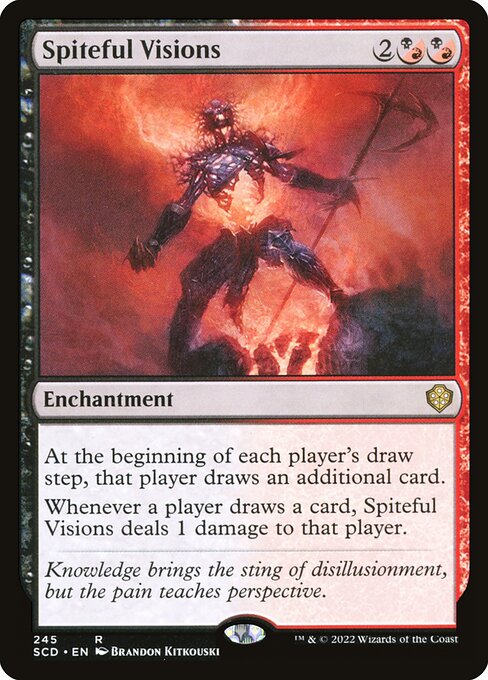 Spiteful Visions 2
Enchantment
At the beginning of each player's draw
step, that player draws an additional card.
Whenever a player draws a card, Spiteful
Visions deals 1 damage to that player.
Knowledge brings the sting of disillusionment,
but the pain teaches perspective.
245 R
SCD • EN Brandon Kitkouski
™ & © 2022 Wizards of the Coast